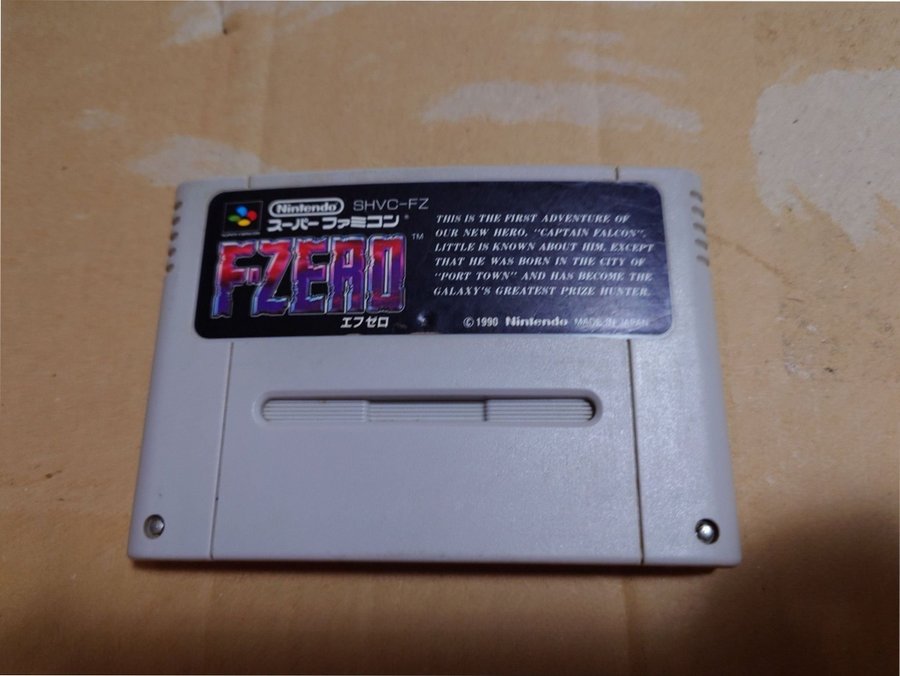 Nintendo SHVC-FZ
スーパーファミコン®
F-ZERO™
エフゼロ
THIS IS THE FIRST ADVENTURE OF
OUR NEW HERO, "CAPTAIN FALCON".
LITTLE IS KNOWN ABOUT HIM, EXCEPT
THAT HE WAS BORN IN THE CITY OF
"PORT TOWN" AND HAS BECOME THE
GALAXY'S GREATEST PRIZE HUNTER.
© 1990 Nintendo MADE IN JAPAN